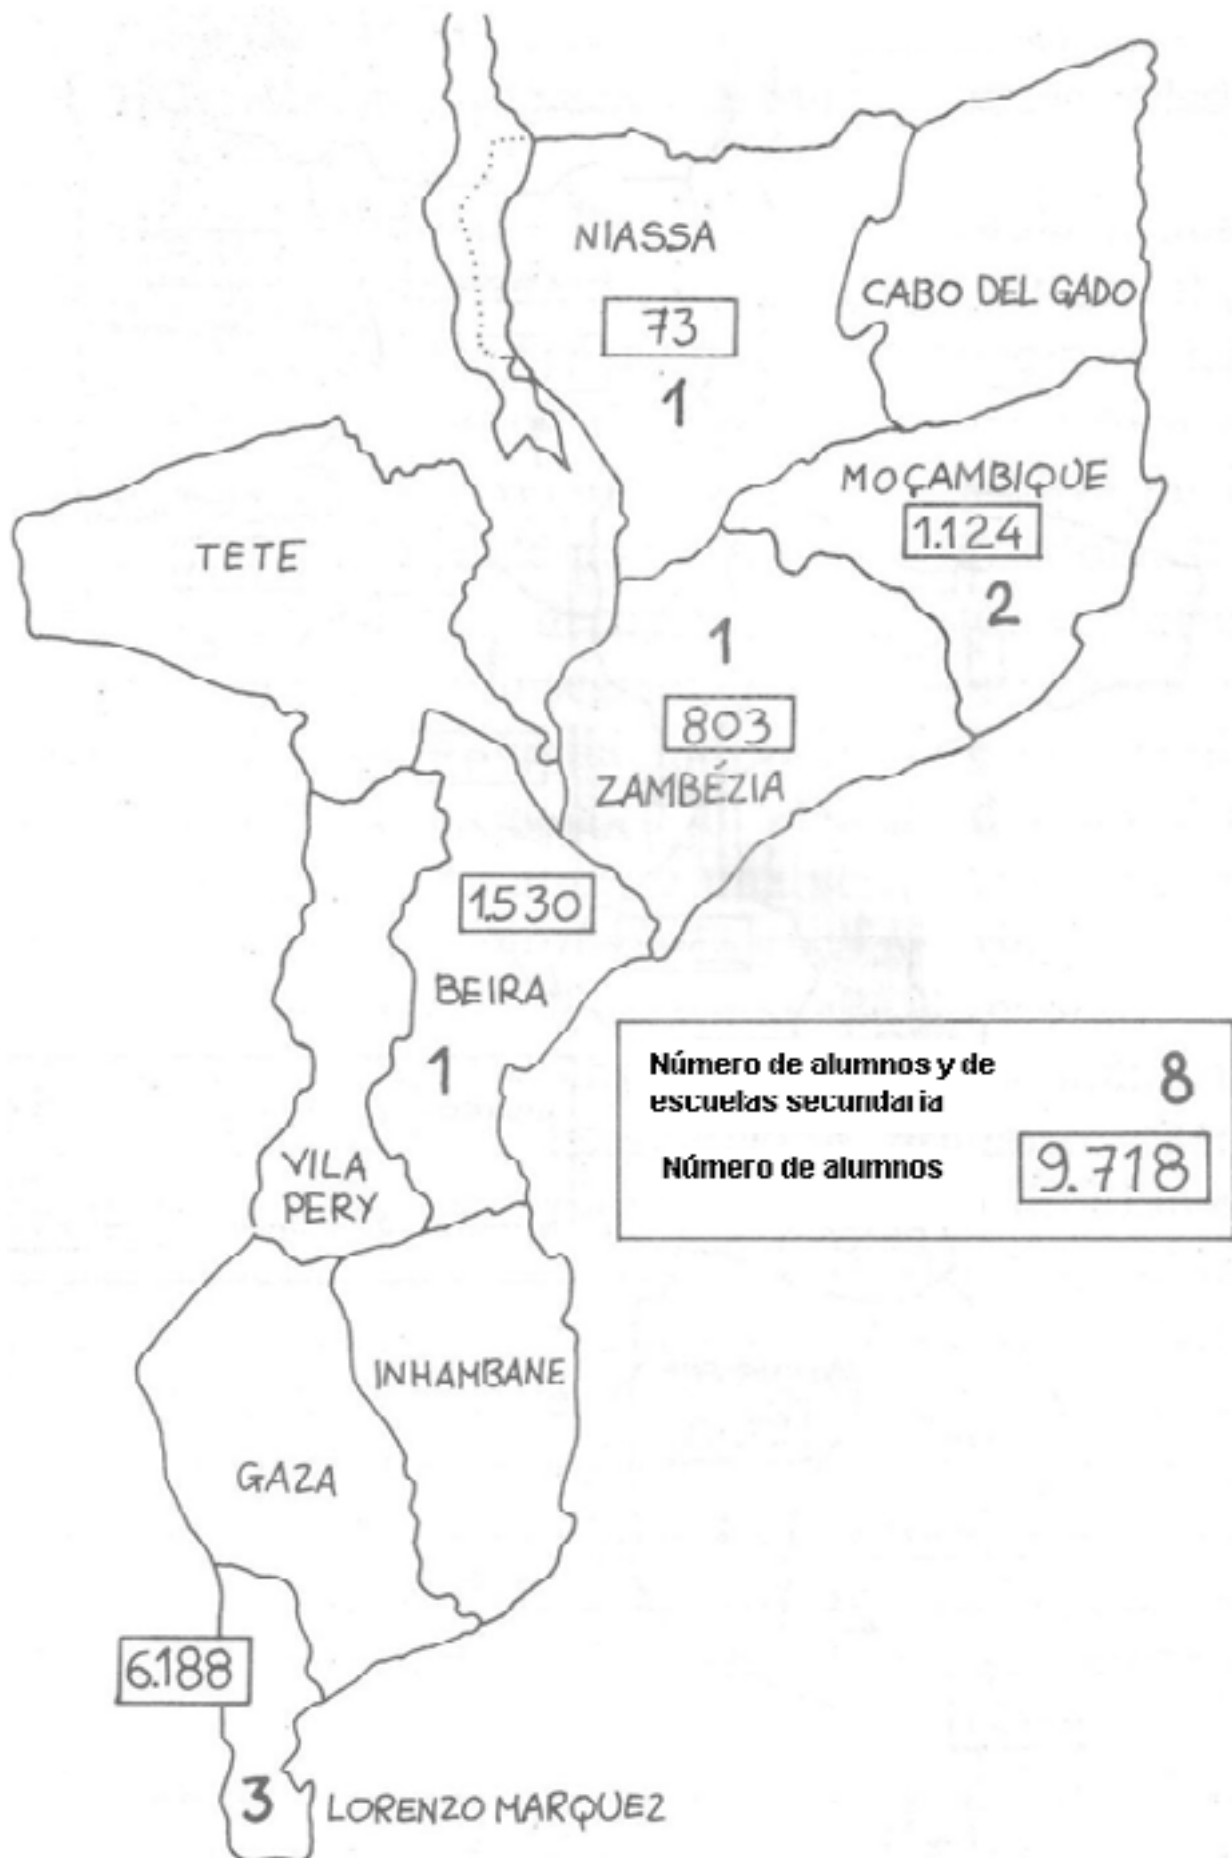 NIASSA
73
1
CABO DEL GADO
MOÇAMBIQUE
1.124
2
TETE
1
803
ZAMBÉZIA
1.530
BEIRA
1
VILA
PERY
Número de alumnos y de
escuelas secundaria
8
Número de alumnos
9.718
INHAMBANE
GAZA
6.188
3
LORENZO MARQUEZ